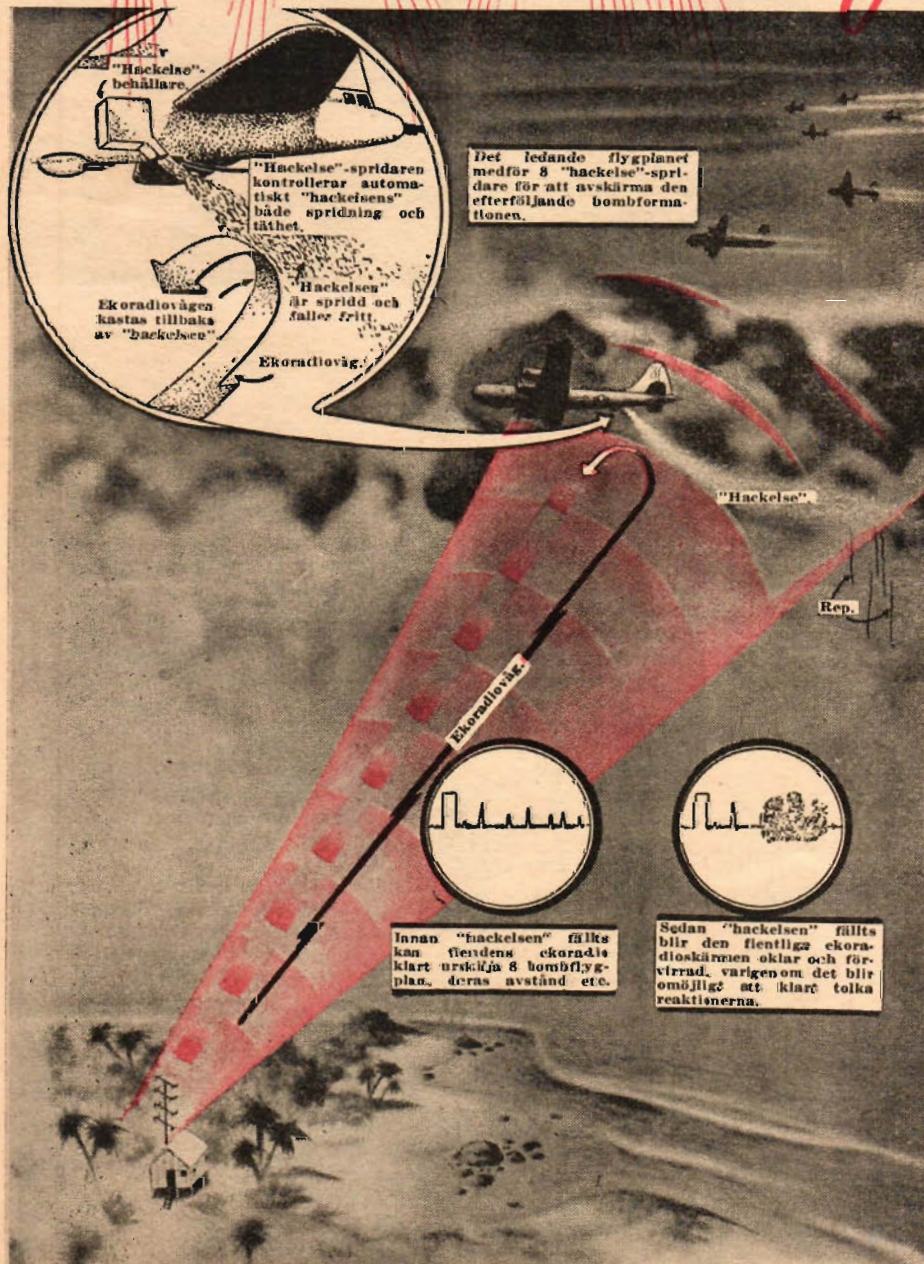 "Hackelse"-
behållare.
"Hackelse"-spridaren
kontrollerar automa-
tiskt "hackelsens"
både spridning och
täthet.
"Hackelsen"
är spridd och
faller fritt.
Ekoradiovågen
kastas tillbaka
av "hackelsen"
Ekoradiovåg.
Det ledande flygplanet
medför 8 "hackelse"-spri-
dare för att avskärma den
efterföljande bombforma-
tionen.
"Hackelse".
Rep.
Ekoradiovåg.
Innan "hackelsen" fällts
kan fiendens ekoradio
klart urskilja 8 bombflyg-
plan, deras avstånd etc.
Sedan "hackelsen" fällts
blir den fientliga ekora-
dioskärmen oklar och för-
virrad, varigenom det blir
omöjligt att klart tolka
reaktionerna.